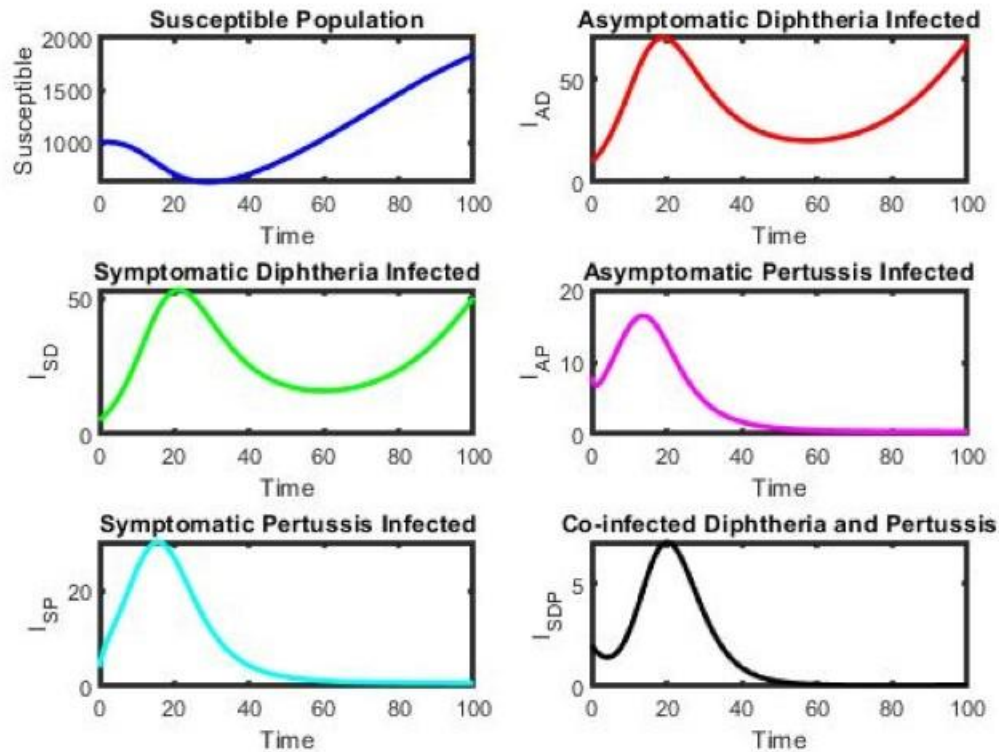 Susceptible Population
Susceptible
2000
1500
1000
0 20 40 60 80 100
Time
Asymptomatic Diphtheria Infected
I_AD
50
0
0 20 40 60 80 100
Time
Symptomatic Diphtheria Infected
I_SD
50
0
0 20 40 60 80 100
Time
Asymptomatic Pertussis Infected
I_AP
20
10
0
0 20 40 60 80 100
Time
Symptomatic Pertussis Infected
I_SP
20
0
0 20 40 60 80 100
Time
Co-infected Diphtheria and Pertussis
I_SDP
5
0
0 20 40 60 80 100
Time